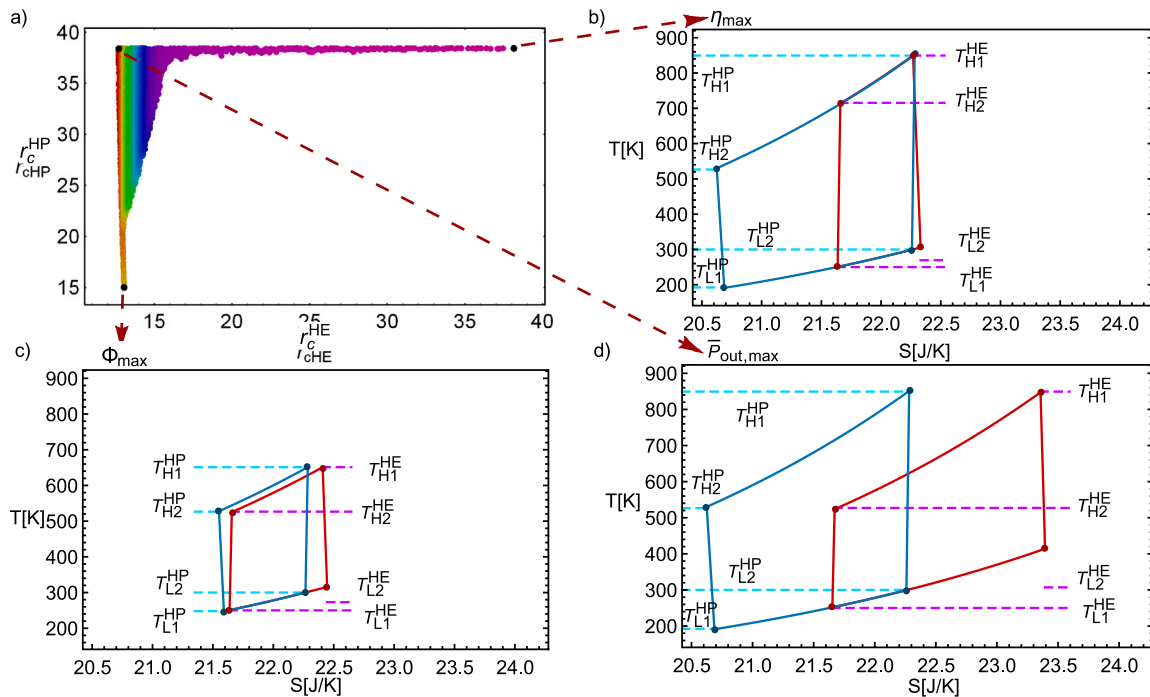 a)
40
35
30
25
20
15
r_c^HP
r_cHP
15 20 25 30 35 40
r_c^HE
r_cHE
b)
η_max
900
800
700
600
500
400
300
200
T[K]
T_H1^HP
T_H2^HP
T_L2^HP
T_L1^HP
T_H1^HE
T_H2^HE
T_L2^HE
T_L1^HE
20.5 21.0 21.5 22.0 22.5 23.0 23.5 24.0
S[J/K]
c)
Φ_max
900
800
700
600
500
400
300
200
T[K]
T_H1^HP
T_H2^HP
T_L2^HP
T_L1^HP
T_H1^HE
T_H2^HE
T_L2^HE
T_L1^HE
20.5 21.0 21.5 22.0 22.5 23.0 23.5 24.0
S[J/K]
d)
P̅_out,max
900
800
700
600
500
400
300
200
T[K]
T_H1^HP
T_H2^HP
T_L2^HP
T_L1^HP
T_H1^HE
T_H2^HE
T_L2^HE
T_L1^HE
20.5 21.0 21.5 22.0 22.5 23.0 23.5 24.0
S[J/K]